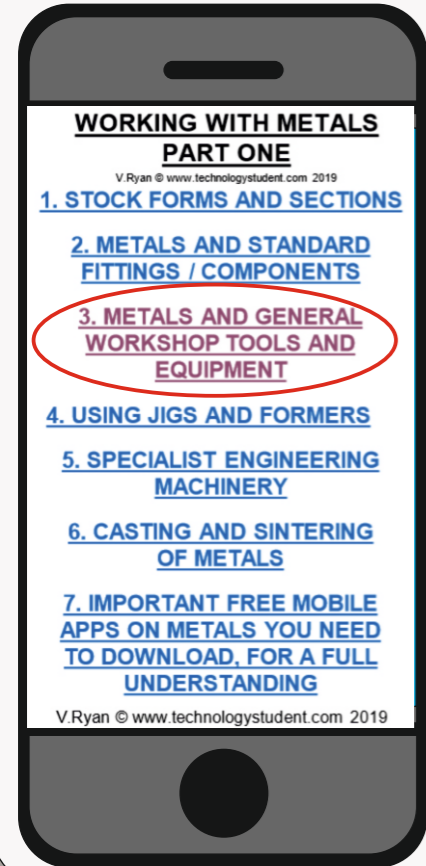 WORKING WITH METALS
PART ONE
V.Ryan © www.technologystudent.com 2019
1. STOCK FORMS AND SECTIONS
2. METALS AND STANDARD
FITTINGS / COMPONENTS
3. METALS AND GENERAL
WORKSHOP TOOLS AND
EQUIPMENT
4. USING JIGS AND FORMERS
5. SPECIALIST ENGINEERING
MACHINERY
6. CASTING AND SINTERING
OF METALS
7. IMPORTANT FREE MOBILE
APPS ON METALS YOU NEED
TO DOWNLOAD, FOR A FULL
UNDERSTANDING
V.Ryan © www.technologystudent.com 2019